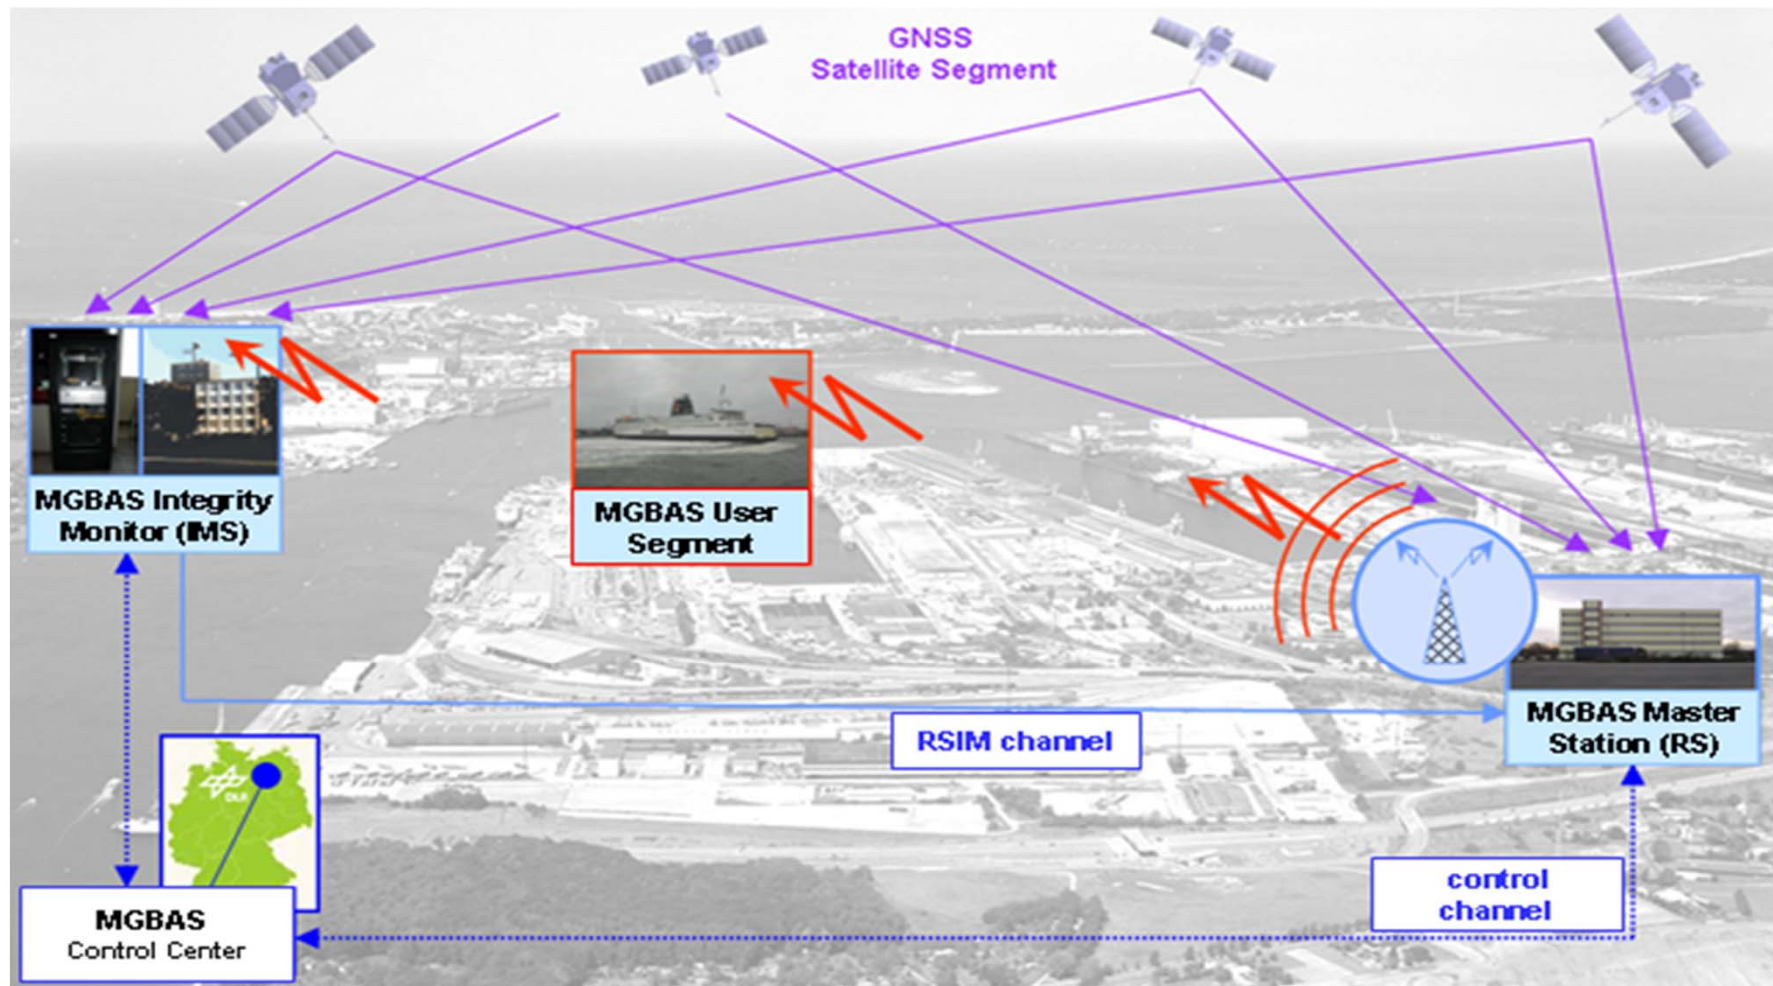 GNSS
Satellite Segment
MGBAS Integrity
Monitor (IMS)
MGBAS User
Segment
RSIM channel
MGBAS Master
Station (RS)
DLR
MGBAS
Control Center
control
channel